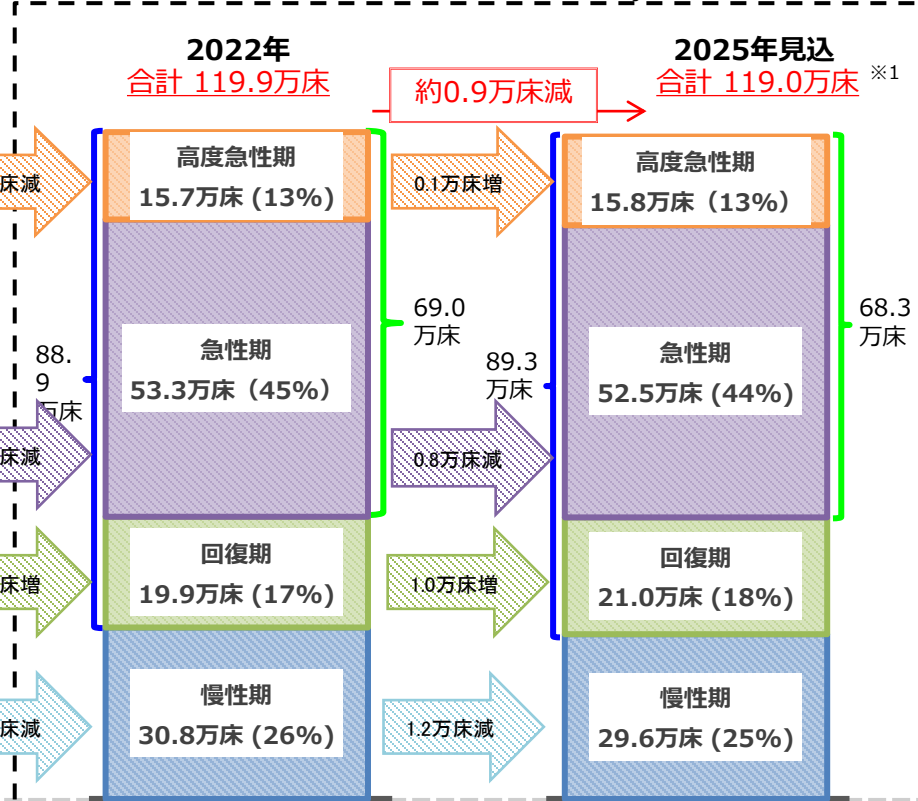 2022年
合計 119.9万床
約0.9万床減
2025年見込
合計 119.0万床 ※1
床減
高度急性期
15.7万床 (13%)
0.1万床増
高度急性期
15.8万床（13%）
69.0
万床
68.3
万床
88.
9
万床
急性期
53.3万床（45%）
89.3
万床
急性期
52.5万床 (44%)
床減
0.8万床減
床増
回復期
19.9万床 (17%)
1.0万床増
回復期
21.0万床 (18%)
床減
慢性期
30.8万床 (26%)
1.2万床減
慢性期
29.6万床 (25%)